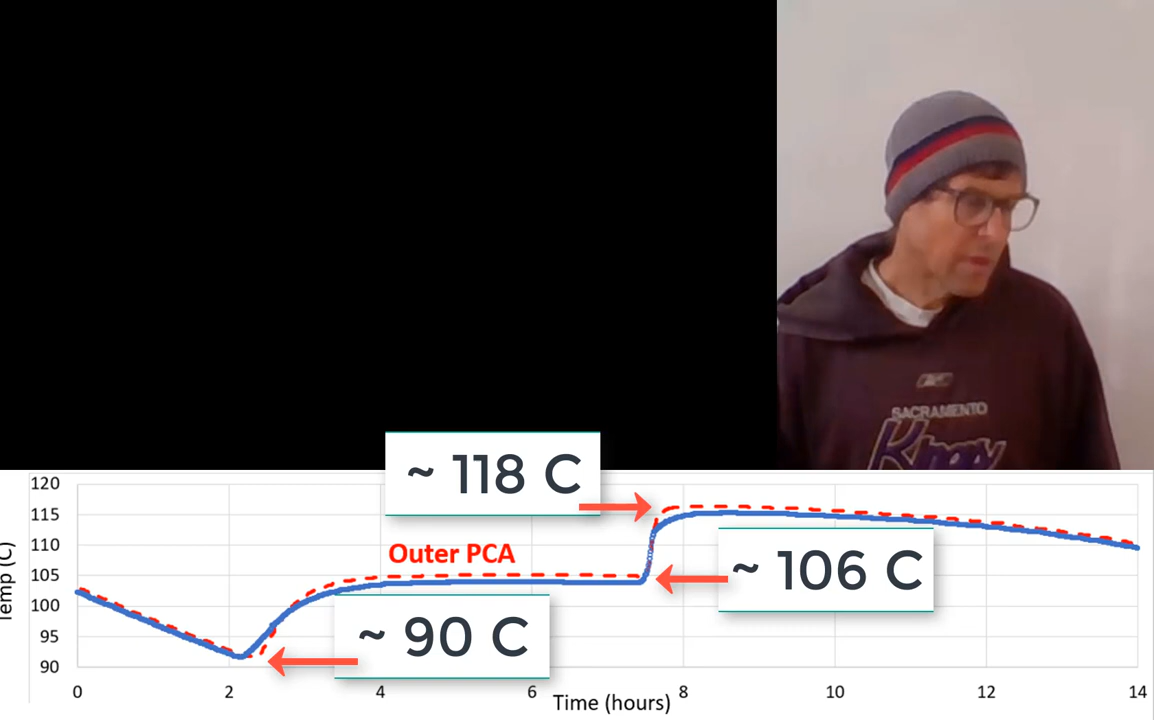 SACRAMENTO
Kings
~ 118 C
Outer PCA
~ 106 C
~ 90 C
Temp (C)
120
115
110
105
100
95
90
0 2 4 6 8 10 12 14
Time (hours)